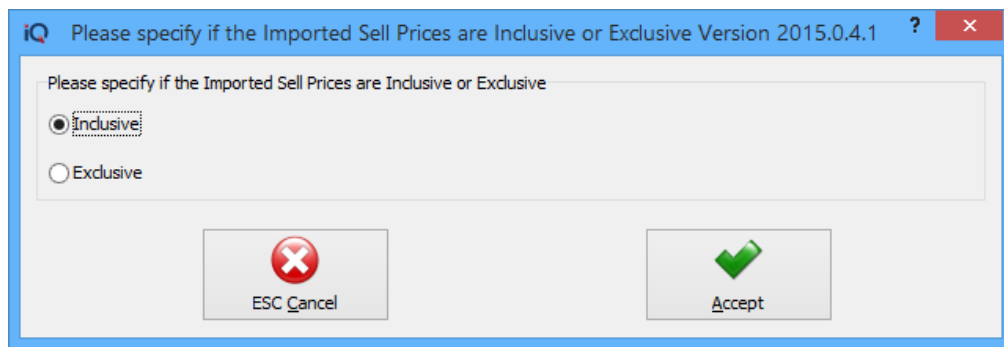 iQ Please specify if the Imported Sell Prices are Inclusive or Exclusive Version 2015.0.4.1 ?
Please specify if the Imported Sell Prices are Inclusive or Exclusive
Inclusive
Exclusive
ESC Cancel
Accept